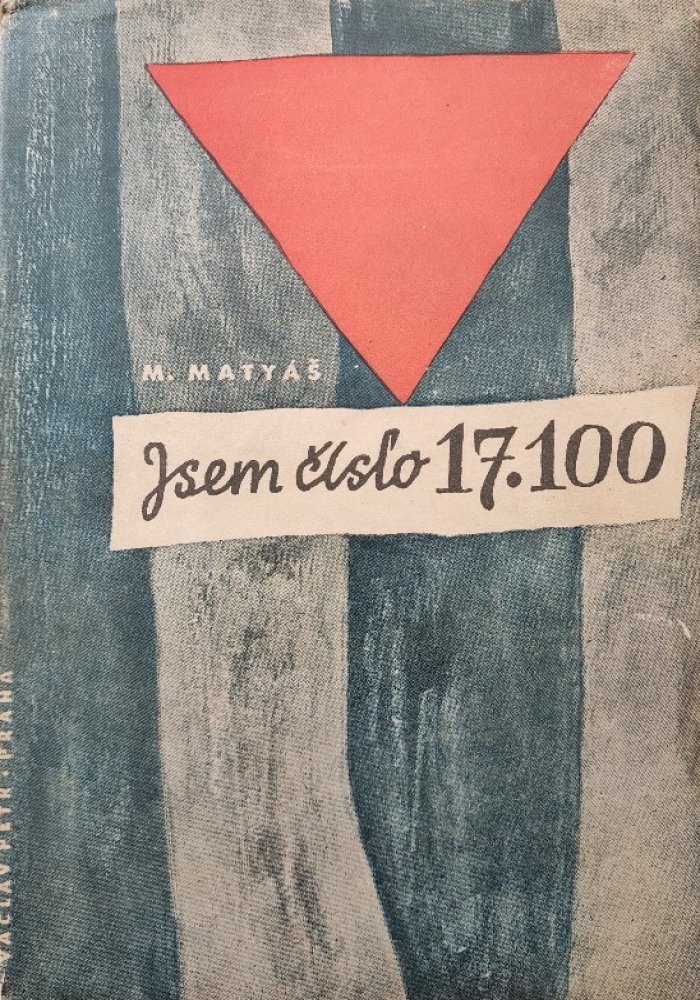 M. MATYÁŠ
Jsem číslo 17.100
VÁCLAV PETR · PRAHA